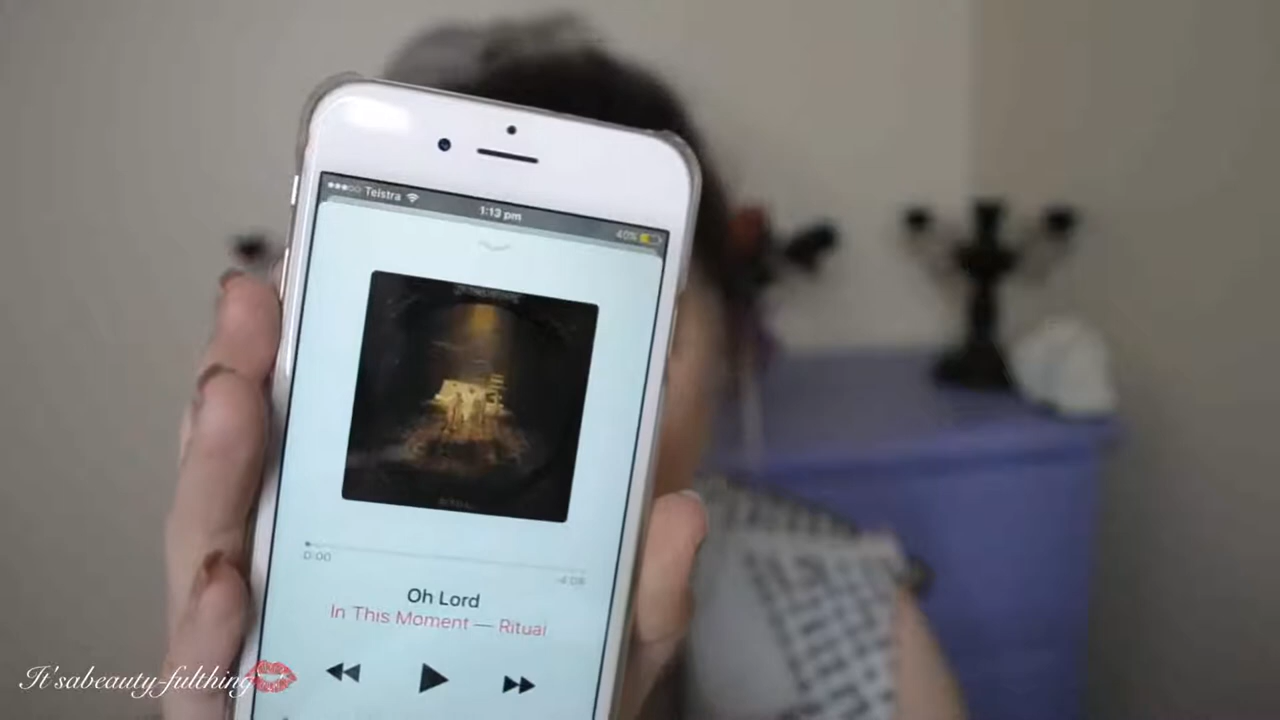 Telstra
1:13 pm
40%
0:00
-4:08
Oh Lord
In This Moment — Ritual
It'sabeauty-fulthing